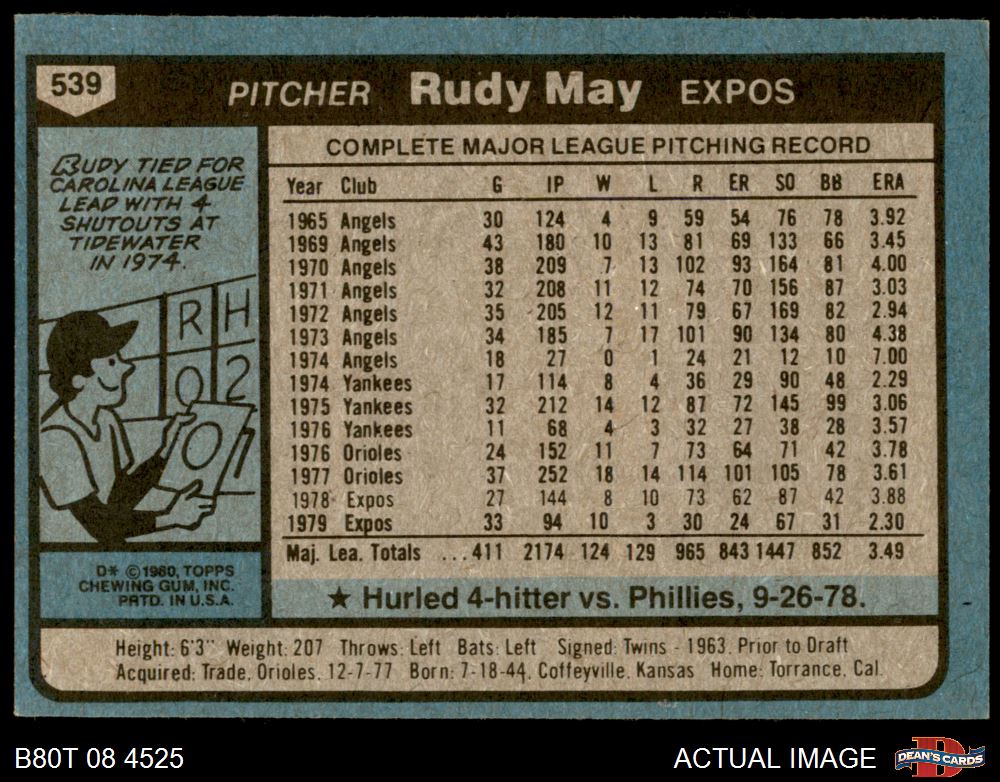 539
PITCHER Rudy May EXPOS
RUDY TIED FOR
CAROLINA LEAGUE
LEAD WITH 4
SHUTOUTS AT
TIDEWATER
IN 1974.
R H
0 2
0 1
D* ©1980, TOPPS
CHEWING GUM, INC.
PRTD. IN U.S.A.
COMPLETE MAJOR LEAGUE PITCHING RECORD
Year Club G IP W L R ER SO BB ERA
1965 Angels 30 124 4 9 59 54 76 78 3.92
1969 Angels 43 180 10 13 81 69 133 66 3.45
1970 Angels 38 209 7 13 102 93 164 81 4.00
1971 Angels 32 208 11 12 74 70 156 87 3.03
1972 Angels 35 205 12 11 79 67 169 82 2.94
1973 Angels 34 185 7 17 101 90 134 80 4.38
1974 Angels 18 27 0 1 24 21 12 10 7.00
1974 Yankees 17 114 8 4 36 29 90 48 2.29
1975 Yankees 32 212 14 12 87 72 145 99 3.06
1976 Yankees 11 68 4 3 32 27 38 28 3.57
1976 Orioles 24 152 11 7 73 64 71 42 3.78
1977 Orioles 37 252 18 14 114 101 105 78 3.61
1978 Expos 27 144 8 10 73 62 87 42 3.88
1979 Expos 33 94 10 3 30 24 67 31 2.30
Maj. Lea. Totals ...411 2174 124 129 965 843 1447 852 3.49
★ Hurled 4-hitter vs. Phillies, 9-26-78.
Height: 6'3" Weight: 207 Throws: Left Bats: Left Signed: Twins - 1963. Prior to Draft
Acquired: Trade, Orioles, 12-7-77 Born: 7-18-44, Coffeyville, Kansas Home: Torrance, Cal.
B80T 08 4525
ACTUAL IMAGE
D
DEAN'S CARDS